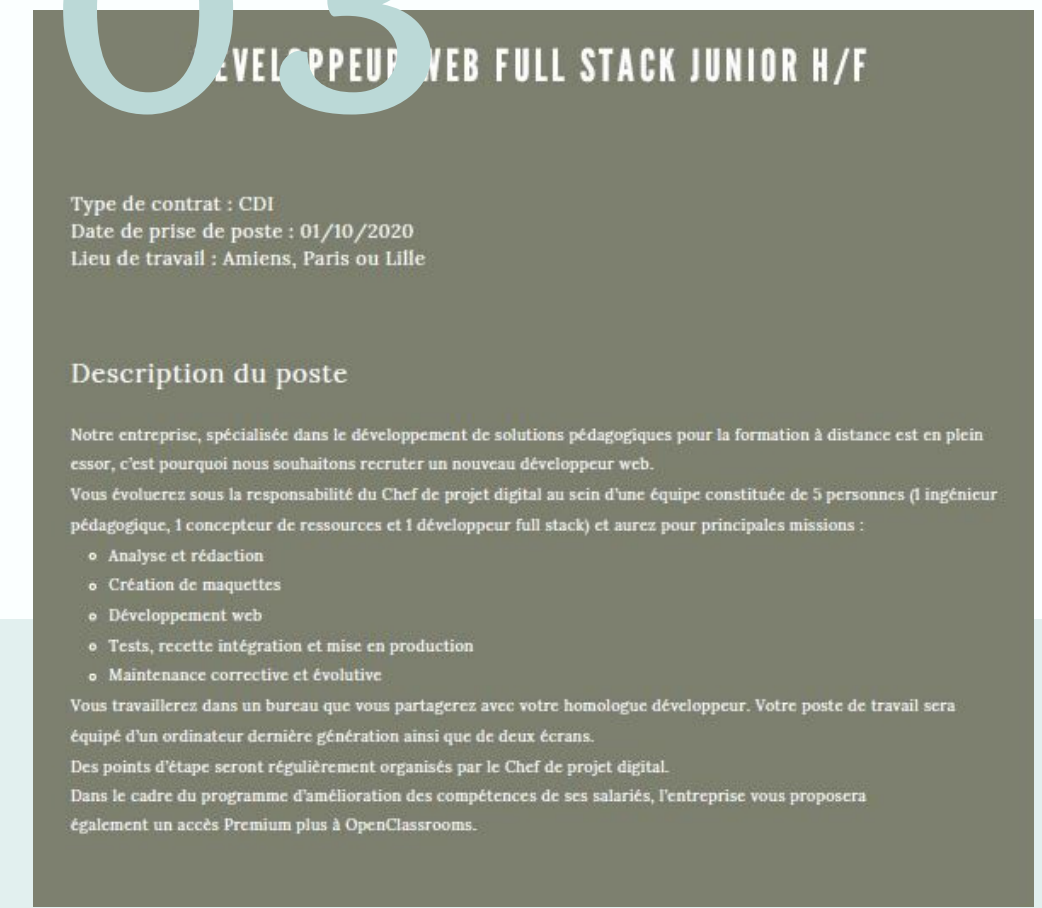 03
DEVELOPPEUR WEB FULL STACK JUNIOR H/F
Type de contrat : CDI
Date de prise de poste : 01/10/2020
Lieu de travail : Amiens, Paris ou Lille
Description du poste
Notre entreprise, spécialisée dans le développement de solutions pédagogiques pour la formation à distance est en plein
essor, c'est pourquoi nous souhaitons recruter un nouveau développeur web.
Vous évoluerez sous la responsabilité du Chef de projet digital au sein d'une équipe constituée de 5 personnes (1 ingénieur
pédagogique, 1 concepteur de ressources et 1 développeur full stack) et aurez pour principales missions :
Analyse et rédaction
Création de maquettes
Développement web
Tests, recette intégration et mise en production
Maintenance corrective et évolutive
Vous travaillerez dans un bureau que vous partagerez avec votre homologue développeur. Votre poste de travail sera
équipé d'un ordinateur dernière génération ainsi que de deux écrans.
Des points d'étape seront régulièrement organisés par le Chef de projet digital.
Dans le cadre du programme d'amélioration des compétences de ses salariés, l'entreprise vous proposera
également un accès Premium plus à OpenClassrooms.